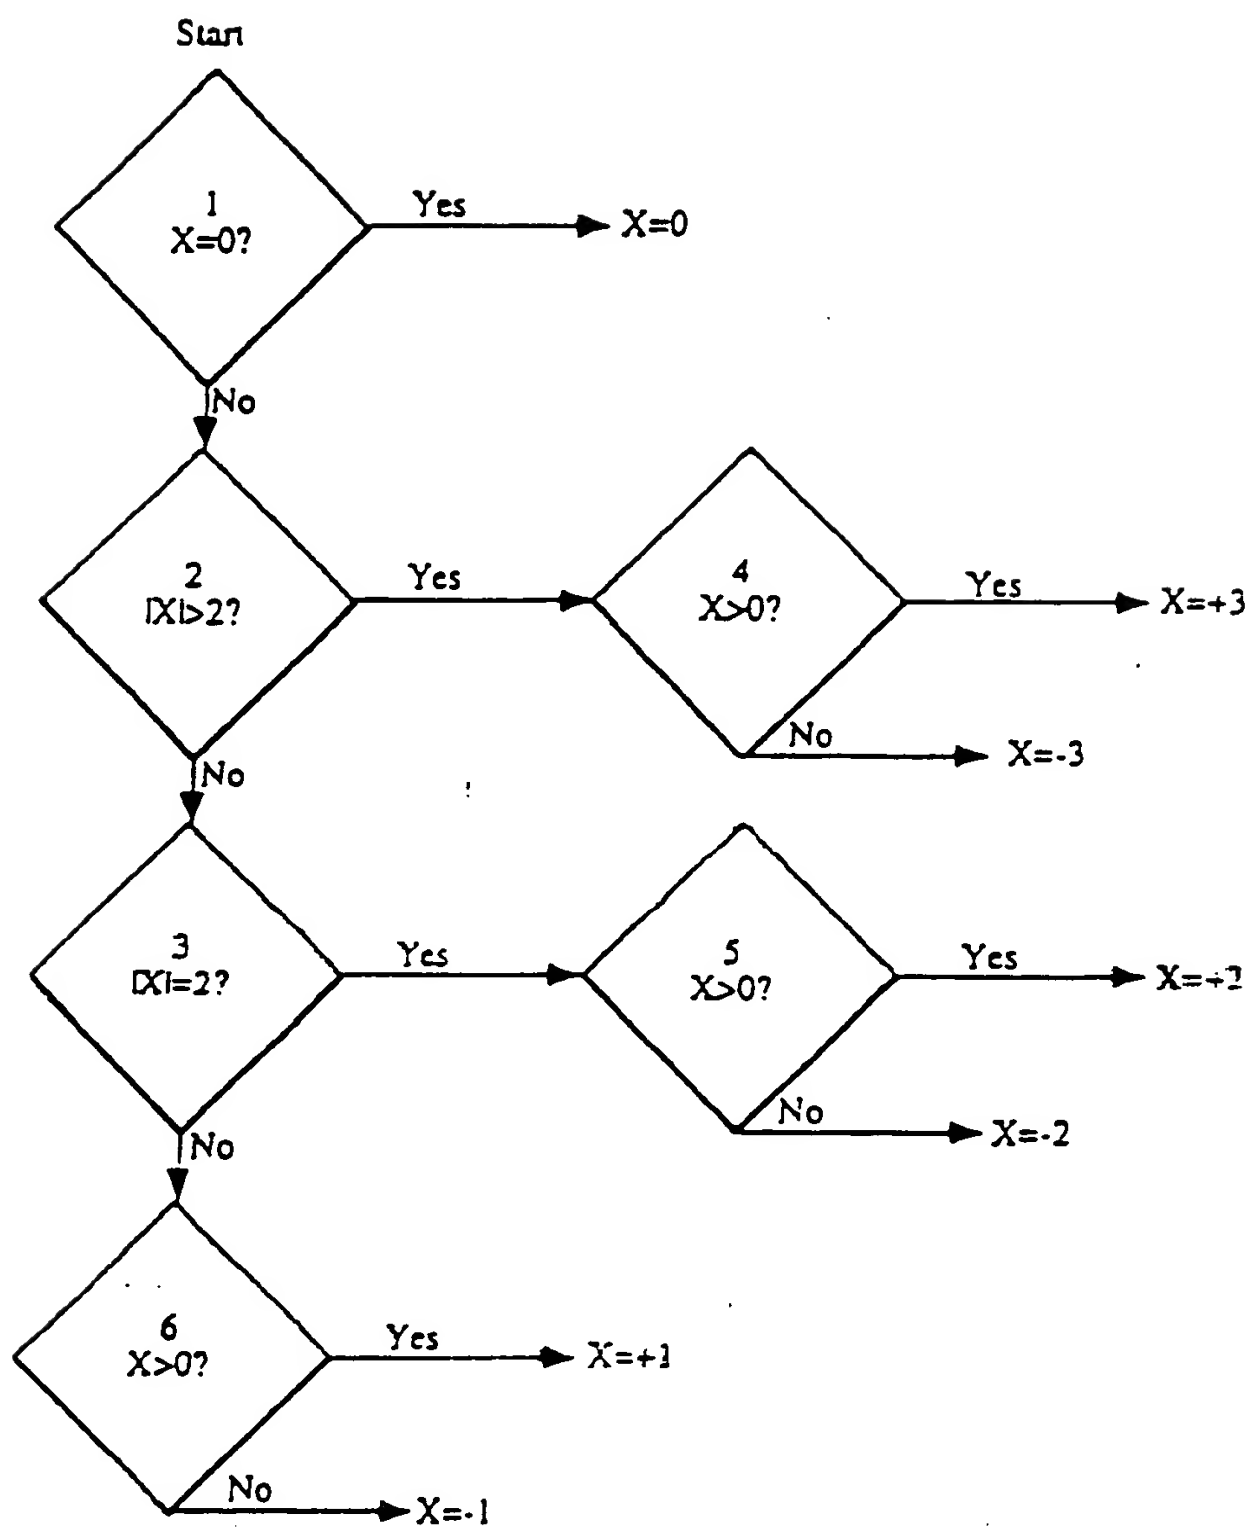 Start
1
X=0?
Yes
X=0
No
2
|X|>2?
Yes
4
X>0?
Yes
X=+3
No
X=-3
No
3
|X|=2?
Yes
5
X>0?
Yes
X=+2
No
X=-2
No
6
X>0?
Yes
X=+1
No
X=-1